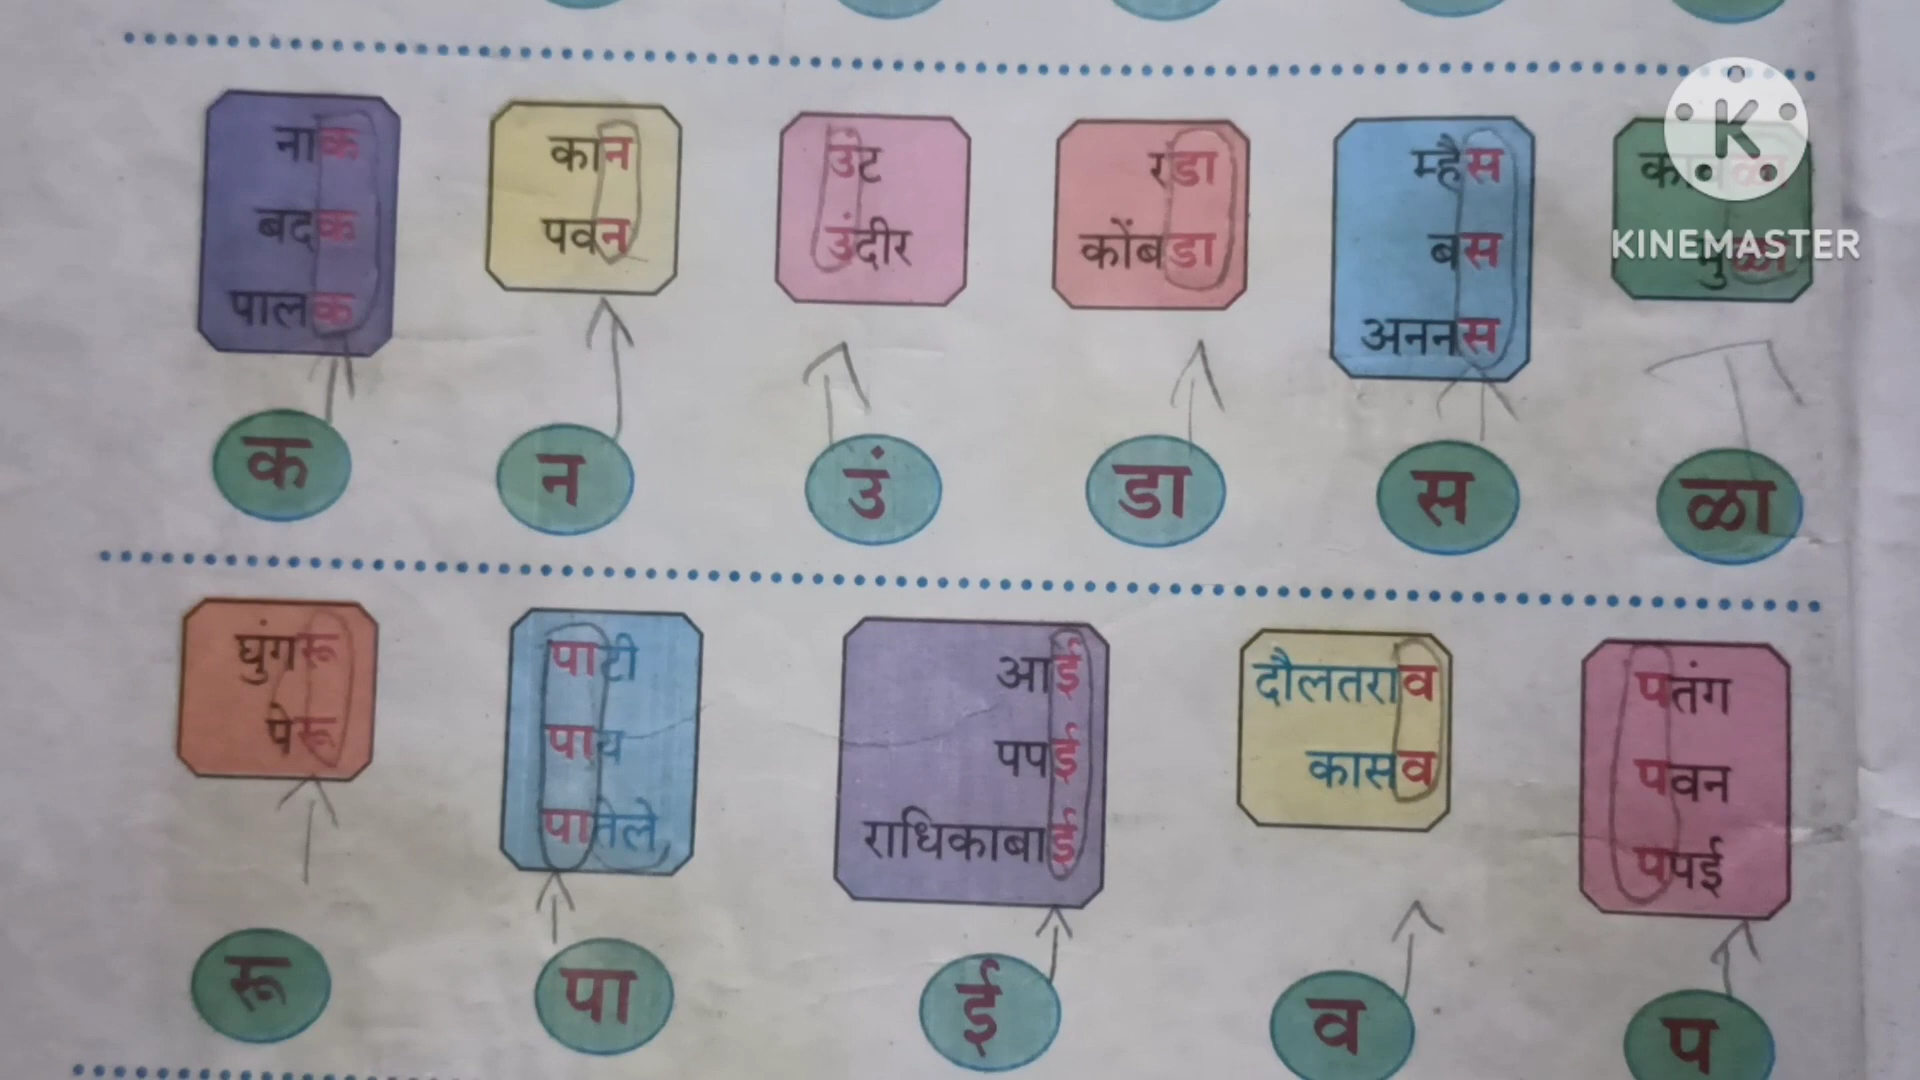 नाक
बदक
पालक
कान
पवन
उंट
उंदीर
रडा
कोंबडा
म्हैस
बस
अननस
मुळा
KINEMASTER
क
न
उं
डा
स
ळा
घुंगरू
पेरू
पाटी
पाय
पातेले
आई
पपई
राधिकाबाई
दौलतराव
कासव
पतंग
पवन
पपई
रू
पा
ई
व
प